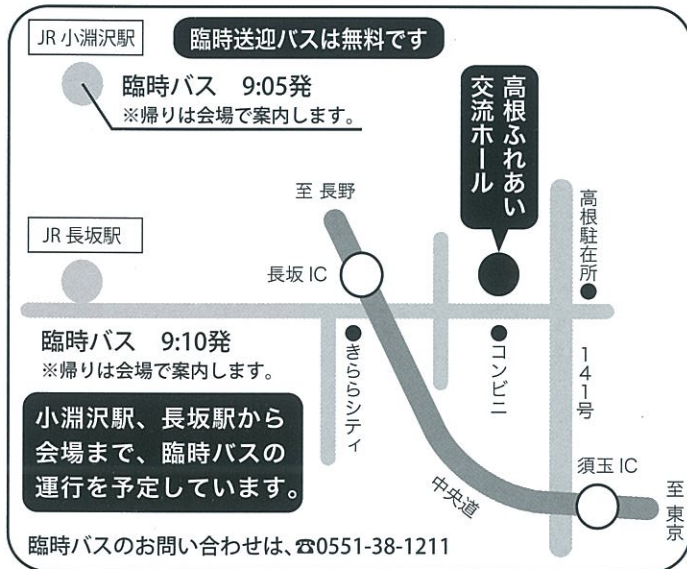 JR 小淵沢駅
臨時送迎バスは無料です
臨時バス 9:05発
※帰りは会場で案内します。
高根ふれあい
交流ホール
至 長野
高根駐在所
JR 長坂駅
長坂 IC
臨時バス 9:10発
※帰りは会場で案内します。
きららシティ
コンビニ
141号
小淵沢駅、長坂駅から
会場まで、臨時バスの
運行を予定しています。
須玉 IC
中央道
至 東京
臨時バスのお問い合わせは、☎0551-38-1211